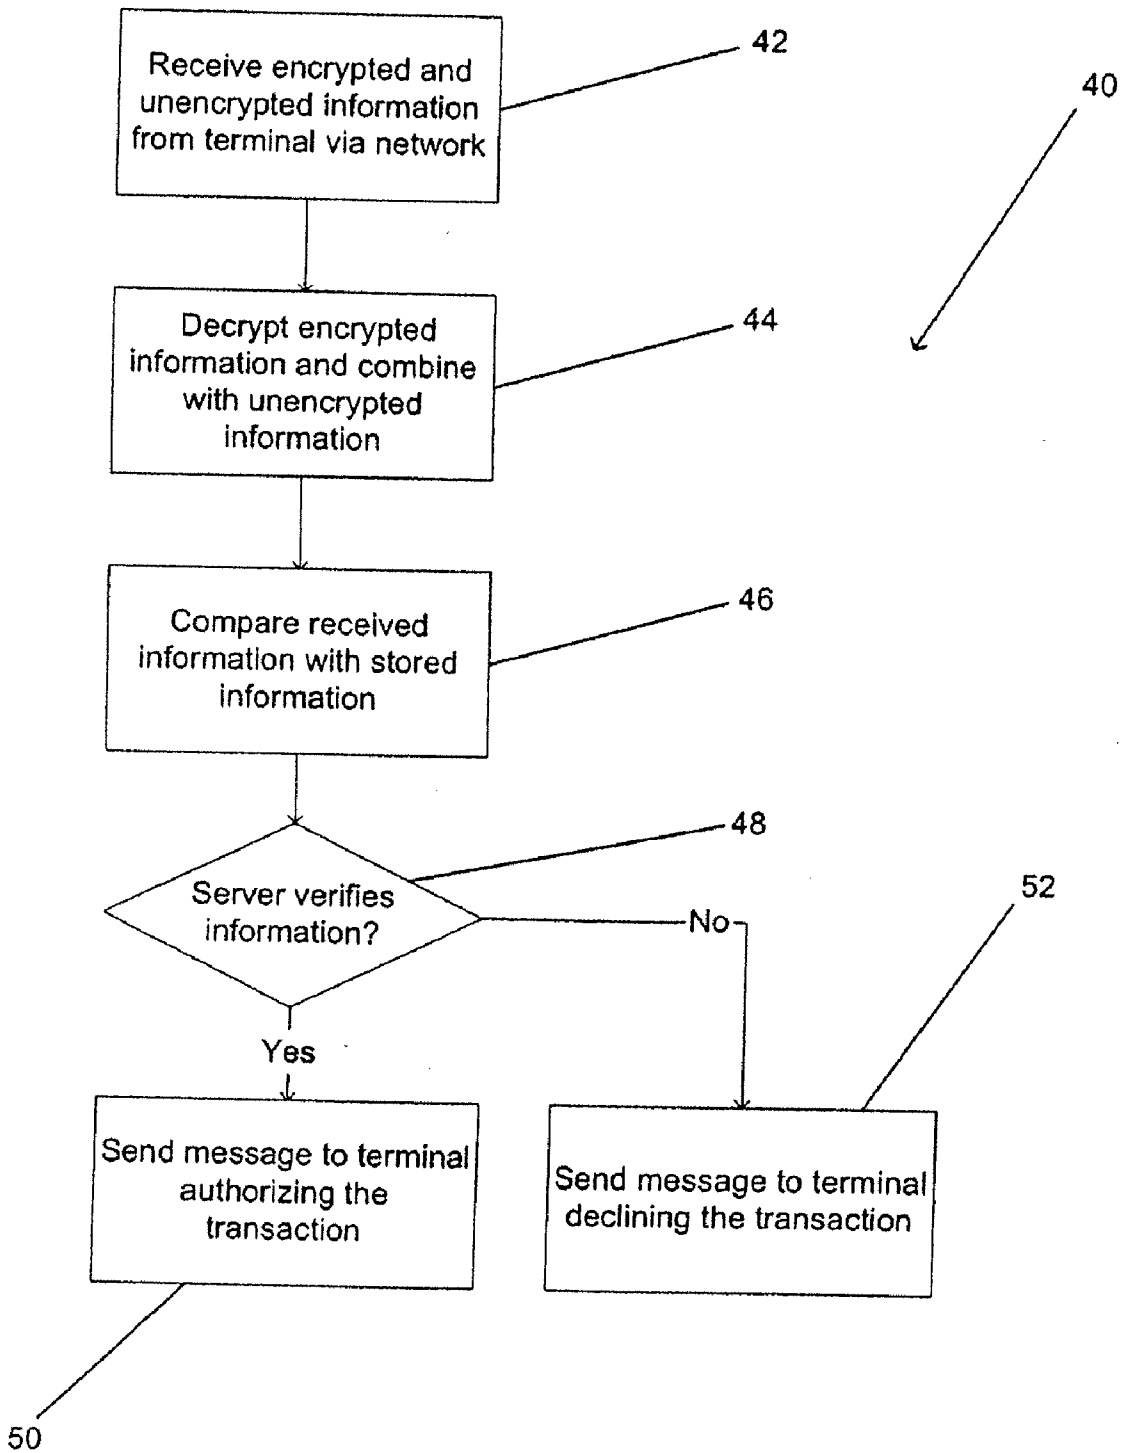 Receive encrypted and
unencrypted information
from terminal via network
42
40
Decrypt encrypted
information and combine
with unencrypted
information
44
Compare received
information with stored
information
46
Server verifies
information?
48
No
52
Yes
Send message to terminal
authorizing the
transaction
Send message to terminal
declining the transaction
50